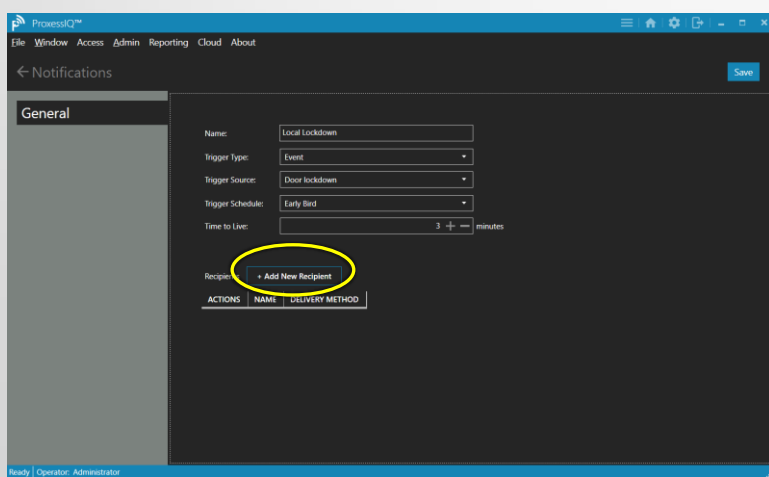 ProxessIQ™
File Window Access Admin Reporting Cloud About
Notifications
Save
General
Name: Local Lockdown
Trigger Type: Event
Trigger Source: Door lockdown
Trigger Schedule: Early Bird
Time to Live: 3 minutes
Recipients + Add New Recipient
ACTIONS NAME DELIVERY METHOD
Ready Operator: Administrator